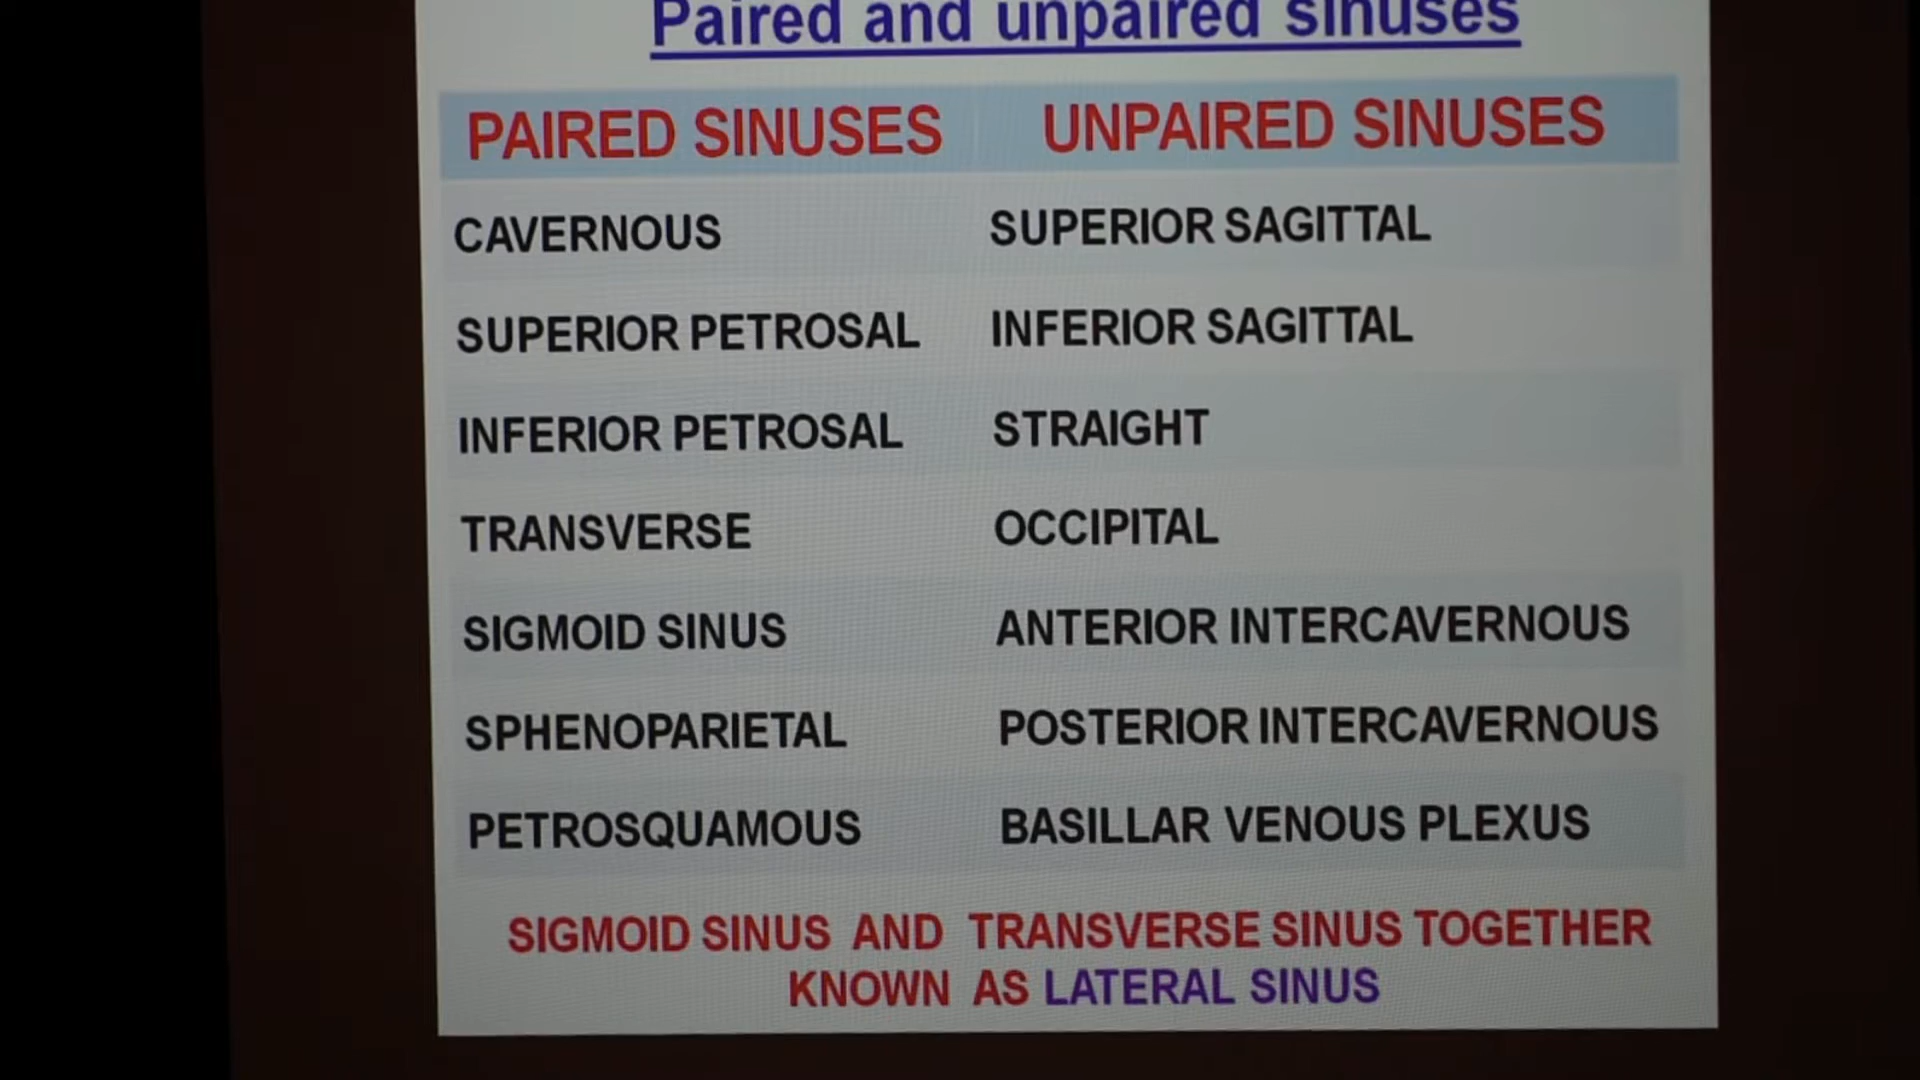 Paired and unpaired sinuses
PAIRED SINUSES UNPAIRED SINUSES
CAVERNOUS SUPERIOR SAGITTAL
SUPERIOR PETROSAL INFERIOR SAGITTAL
INFERIOR PETROSAL STRAIGHT
TRANSVERSE OCCIPITAL
SIGMOID SINUS ANTERIOR INTERCAVERNOUS
SPHENOPARIETAL POSTERIOR INTERCAVERNOUS
PETROSQUAMOUS BASILLAR VENOUS PLEXUS
SIGMOID SINUS AND TRANSVERSE SINUS TOGETHER
KNOWN AS LATERAL SINUS